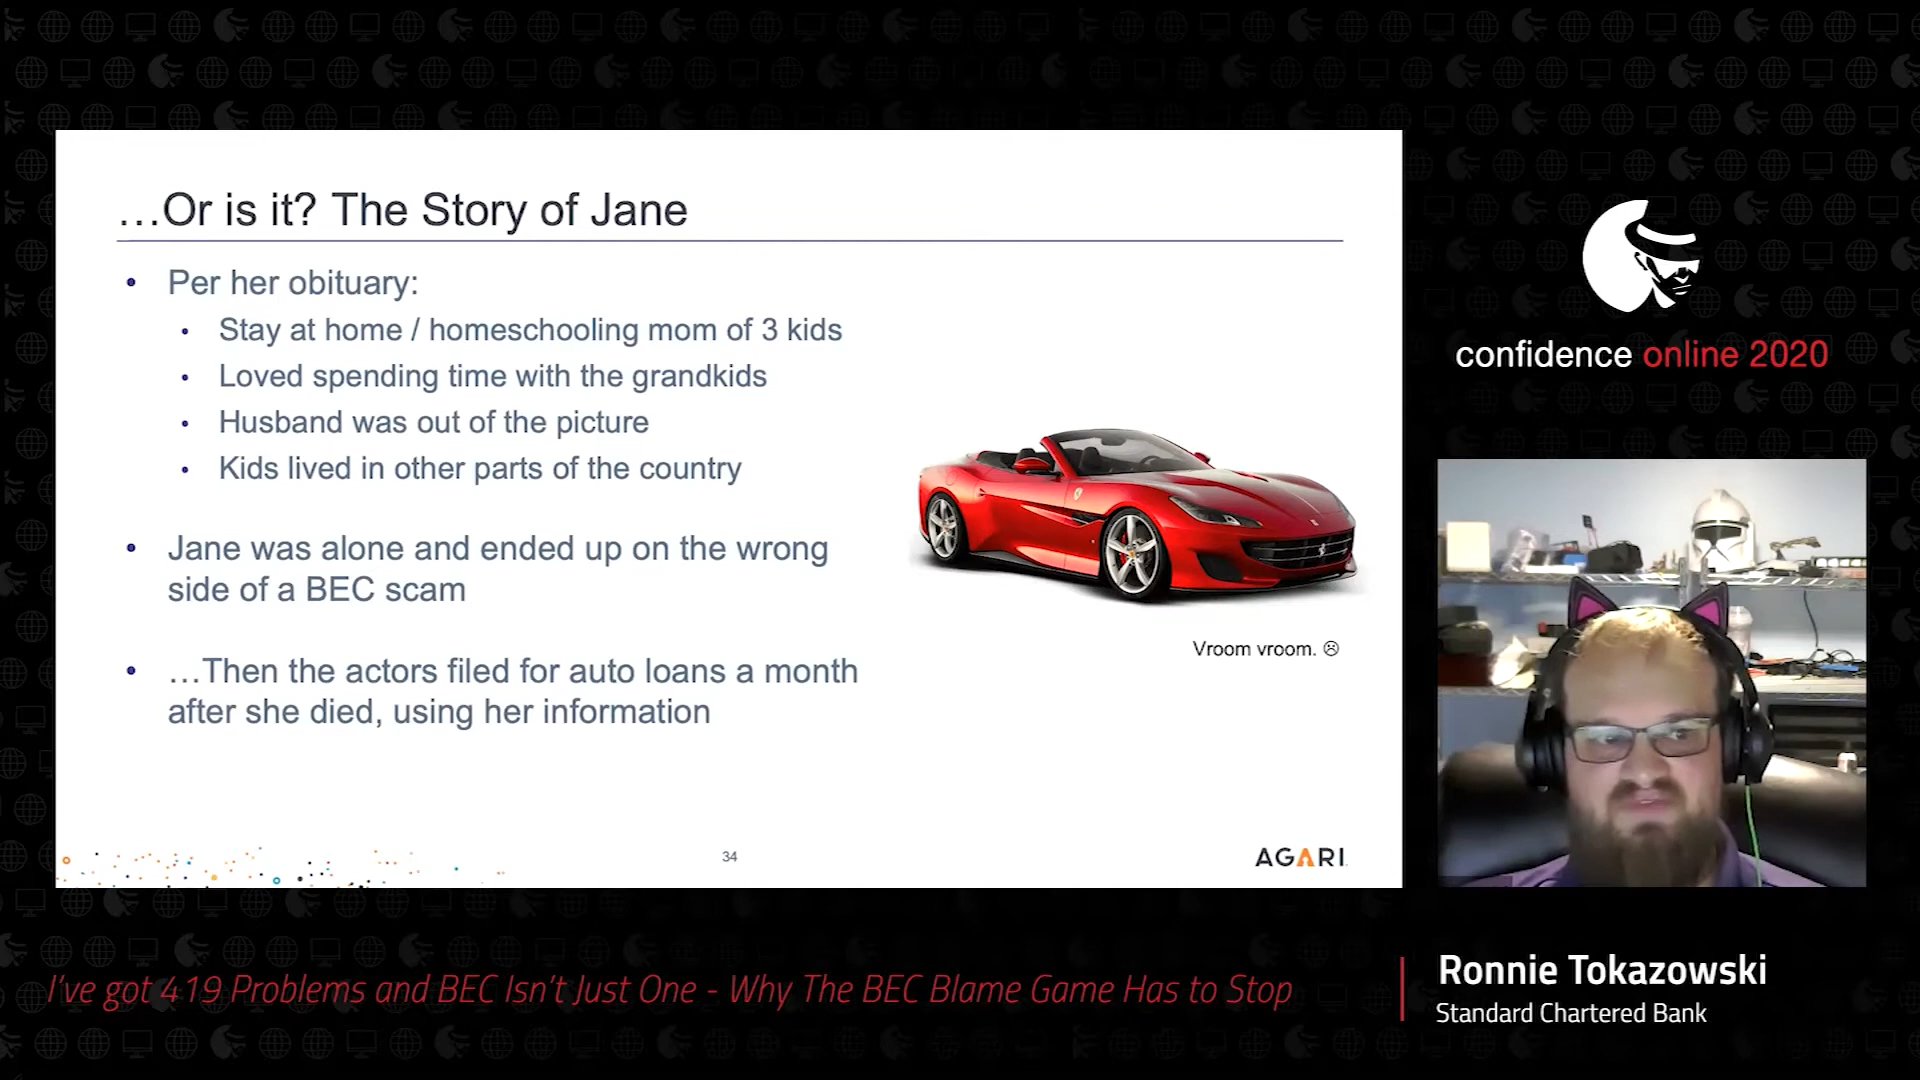 …Or is it? The Story of Jane
• Per her obituary:
• Stay at home / homeschooling mom of 3 kids
• Loved spending time with the grandkids
• Husband was out of the picture
• Kids lived in other parts of the country
• Jane was alone and ended up on the wrong
side of a BEC scam
• …Then the actors filed for auto loans a month
after she died, using her information
Vroom vroom. ☹
34
AGARI
confidence online 2020
I've got 419 Problems and BEC Isn't Just One - Why The BEC Blame Game Has to Stop
Ronnie Tokazowski
Standard Chartered Bank